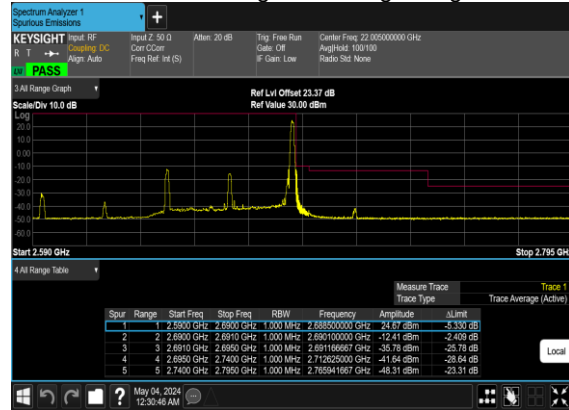 Spectrum Analyzer 1
Spurious Emissions
KEYSIGHT Input: RF Input Z: 50 Ω Atten: 20 dB Trig: Free Run Center Freq: 22.005000000 GHz
R T Coupling: DC Corr CCorr Gate: Off Avg|Hold: 100/100
Align: Auto Freq Ref: Int (S) IF Gain: Low Radio Std: None
LM PASS
3 All Range Graph
Ref Lvl Offset 23.37 dB
Scale/Div 10.0 dB Ref Value 30.00 dBm
Log
20.0
10.0
0.00
-10.0
-20.0
-30.0
-40.0
-50.0
-60.0
Start 2.590 GHz Stop 2.795 GH
4 All Range Table
Measure Trace Trace 1
Trace Type Trace Average (Active)
Spur Range Start Freq Stop Freq RBW Frequency Amplitude ΔLimit
1 1 2.5900 GHz 2.6900 GHz 1.000 MHz 2.688500000 GHz 24.67 dBm -5.330 dB
2 2 2.6900 GHz 2.6910 GHz 1.000 MHz 2.690100000 GHz -12.41 dBm -2.409 dB
3 3 2.6910 GHz 2.6950 GHz 1.000 MHz 2.691166667 GHz -35.78 dBm -25.78 dB
4 4 2.6950 GHz 2.7400 GHz 1.000 MHz 2.712625000 GHz -41.64 dBm -28.64 dB
5 5 2.7400 GHz 2.7950 GHz 1.000 MHz 2.765941667 GHz -48.31 dBm -23.31 dB
Local
May 04, 2024
12:30:46 AM